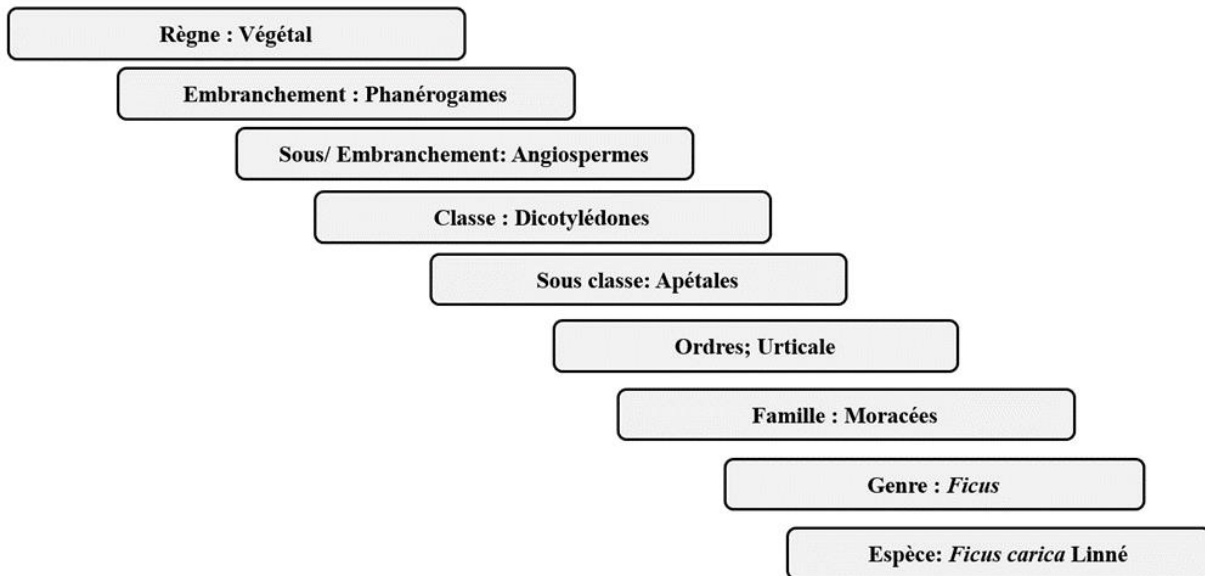 Règne : Végétal
Embranchement : Phanérogames
Sous/ Embranchement: Angiospermes
Classe : Dicotylédones
Sous classe: Apétales
Ordres; Urticale
Famille : Moracées
Genre : Ficus
Espèce: Ficus carica Linné